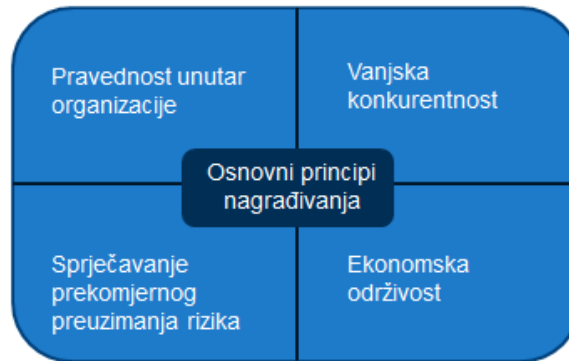 Pravednost unutar
organizacije
Vanjska
konkurentnost
Osnovni principi
nagrađivanja
Sprječavanje
prekomjernog
preuzimanja rizika
Ekonomska
održivost